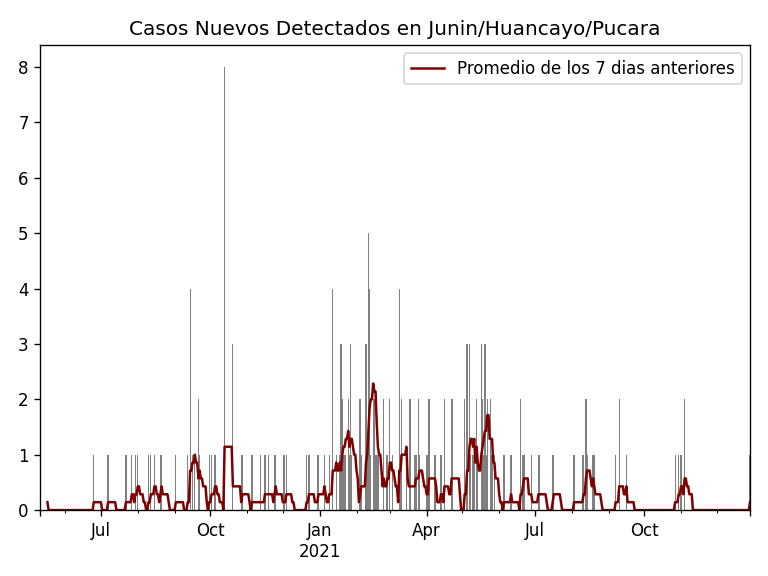 Casos Nuevos Detectados en Junin/Huancayo/Pucara
Promedio de los 7 dias anteriores
8
7
6
5
4
3
2
1
0
Jul
Oct
Jan
2021
Apr
Jul
Oct